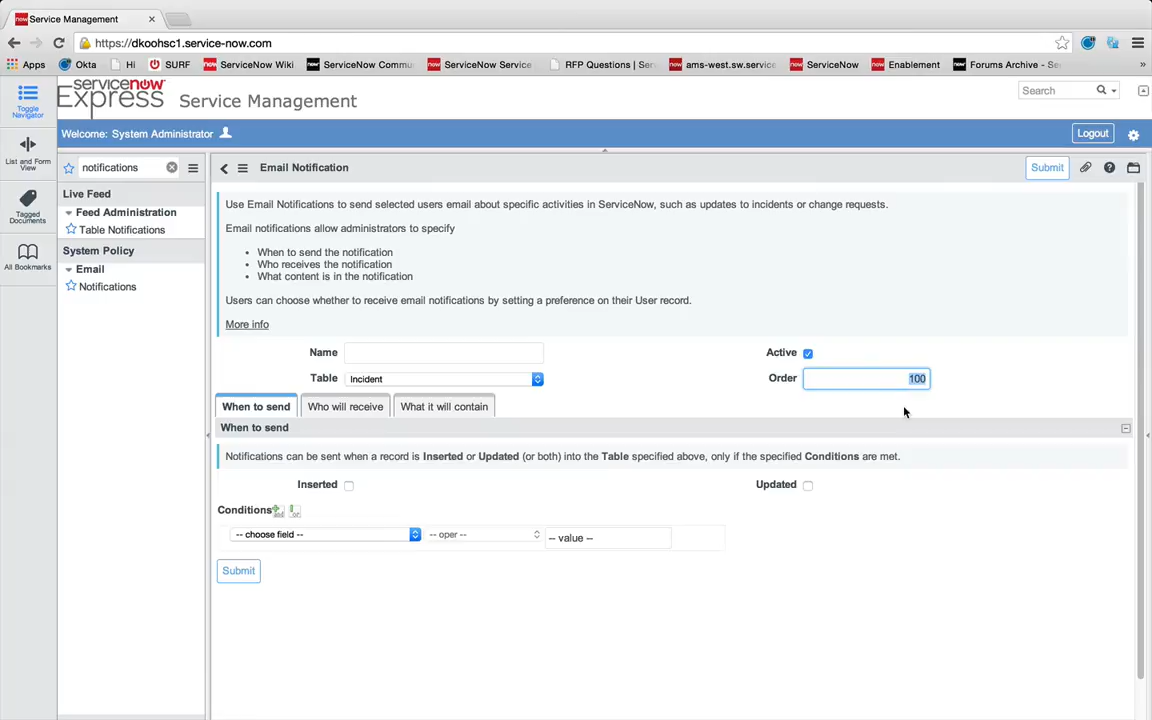 Service Management
https://dkoohsc1.service-now.com
Apps Okta Hi SURF ServiceNow Wiki ServiceNow Commu ServiceNow Service RFP Questions | Serv ams-west.sw.service ServiceNow Enablement Forums Archive - Se »
servicenow
Express Service Management
Search
Toggle
Navigator
Welcome: System Administrator
Logout
List and Form
View
notifications
Email Notification
Submit
Live Feed
Feed Administration
Table Notifications
System Policy
Email
Notifications
Tagged
Documents
All Bookmarks
Use Email Notifications to send selected users email about specific activities in ServiceNow, such as updates to incidents or change requests.
Email notifications allow administrators to specify
• When to send the notification
• Who receives the notification
• What content is in the notification
Users can choose whether to receive email notifications by setting a preference on their User record.
More info
Name
Active
Table Incident
Order 100
When to send Who will receive What it will contain
When to send
Notifications can be sent when a record is Inserted or Updated (or both) into the Table specified above, only if the specified Conditions are met.
Inserted
Updated
Conditions
-- choose field -- -- oper -- -- value --
Submit